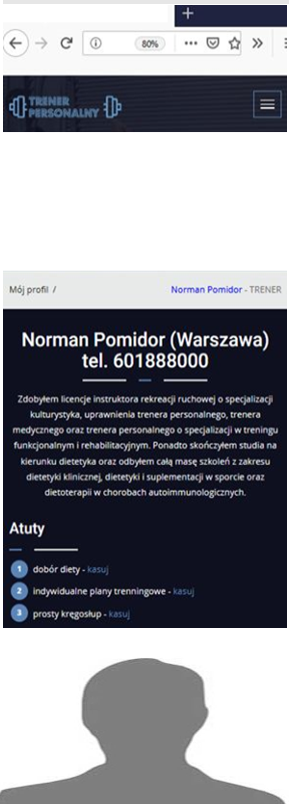 80%
TRENER
PERSONALNY
Mój profil /
Norman Pomidor - TRENER
Norman Pomidor (Warszawa)
tel. 601888000
Zdobyłem licencje instruktora rekreacji ruchowej o specjalizacji
kulturystyka, uprawnienia trenera personalnego, trenera
medycznego oraz trenera personalnego o specjalizacji w treningu
funkcjonalnym i rehabilitacyjnym. Ponadto skończyłem studia na
kierunku dietetyka oraz odbyłem całą masę szkoleń z zakresu
dietetyki klinicznej, dietetyki i suplementacji w sporcie oraz
dietoterapii w chorobach autoimmunologicznych.
Atuty
1 dobór diety - kasuj
2 indywidualne plany trenningowe - kasuj
3 prosty kręgosłup - kasuj